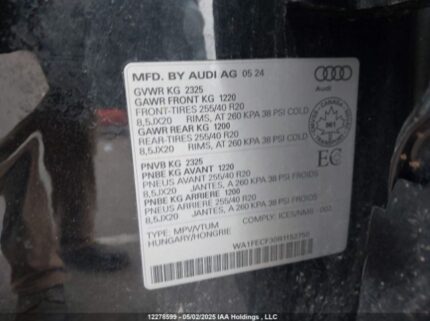 MFD. BY AUDI AG 05 24
Audi
GVWR KG 2325
GAWR FRONT KG 1220
FRONT-TIRES 255/40 R20
8,5JX20 RIMS, AT 260 KPA 38 PSI COLD
GAWR REAR KG 1200
REAR-TIRES 255/40 R20
8,5JX20 RIMS, AT 260 KPA 38 PSI COLD
EC
PNVB KG 2325
PNBE KG AVANT 1220
PNEUS AVANT 255/40 R20
8,5JX20 JANTES, A 260 KPA 38 PSI FROIDS
PNBE KG ARRIERE 1200
PNEUS ARRIERE 255/40 R20
8,5JX20 JANTES, A 260 KPA 38 PSI FROIDS
TYPE: MPV/VTUM COMPLY: ICES/NMB - 002
HUNGARY/HONGRIE
12276599 - 05/02/2025 IAA Holdings , LLC